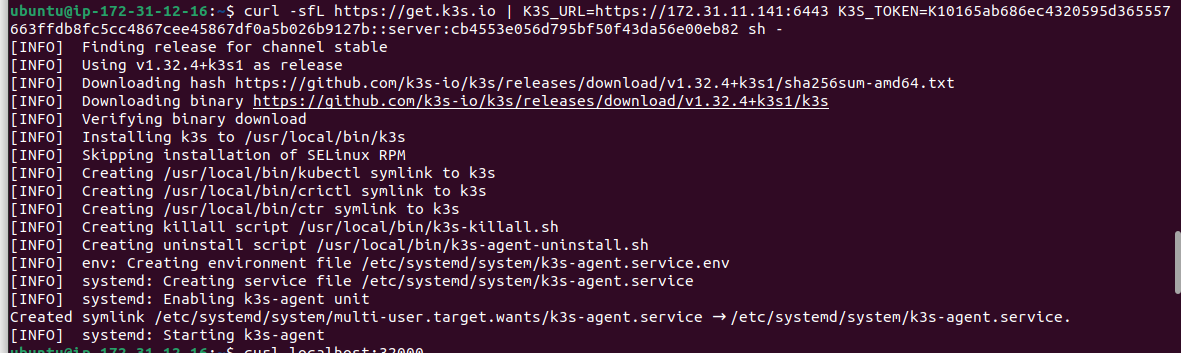 ubuntu@ip-172-31-12-16:~$ curl -sfL https://get.k3s.io | K3S_URL=https://172.31.11.141:6443 K3S_TOKEN=K10165ab686ec4320595d365557
663ffdb8fc5cc4867cee45867df0a5b026b9127b::server:cb4553e056d795bf50f43da56e00eb82 sh -
[INFO]  Finding release for channel stable
[INFO]  Using v1.32.4+k3s1 as release
[INFO]  Downloading hash https://github.com/k3s-io/k3s/releases/download/v1.32.4+k3s1/sha256sum-amd64.txt
[INFO]  Downloading binary https://github.com/k3s-io/k3s/releases/download/v1.32.4+k3s1/k3s
[INFO]  Verifying binary download
[INFO]  Installing k3s to /usr/local/bin/k3s
[INFO]  Skipping installation of SELinux RPM
[INFO]  Creating /usr/local/bin/kubectl symlink to k3s
[INFO]  Creating /usr/local/bin/crictl symlink to k3s
[INFO]  Creating /usr/local/bin/ctr symlink to k3s
[INFO]  Creating killall script /usr/local/bin/k3s-killall.sh
[INFO]  Creating uninstall script /usr/local/bin/k3s-agent-uninstall.sh
[INFO]  env: Creating environment file /etc/systemd/system/k3s-agent.service.env
[INFO]  systemd: Creating service file /etc/systemd/system/k3s-agent.service
[INFO]  systemd: Enabling k3s-agent unit
Created symlink /etc/systemd/system/multi-user.target.wants/k3s-agent.service → /etc/systemd/system/k3s-agent.service.
[INFO]  systemd: Starting k3s-agent
ubuntu@ip-172-31-12-16:~$ curl localhost:32000